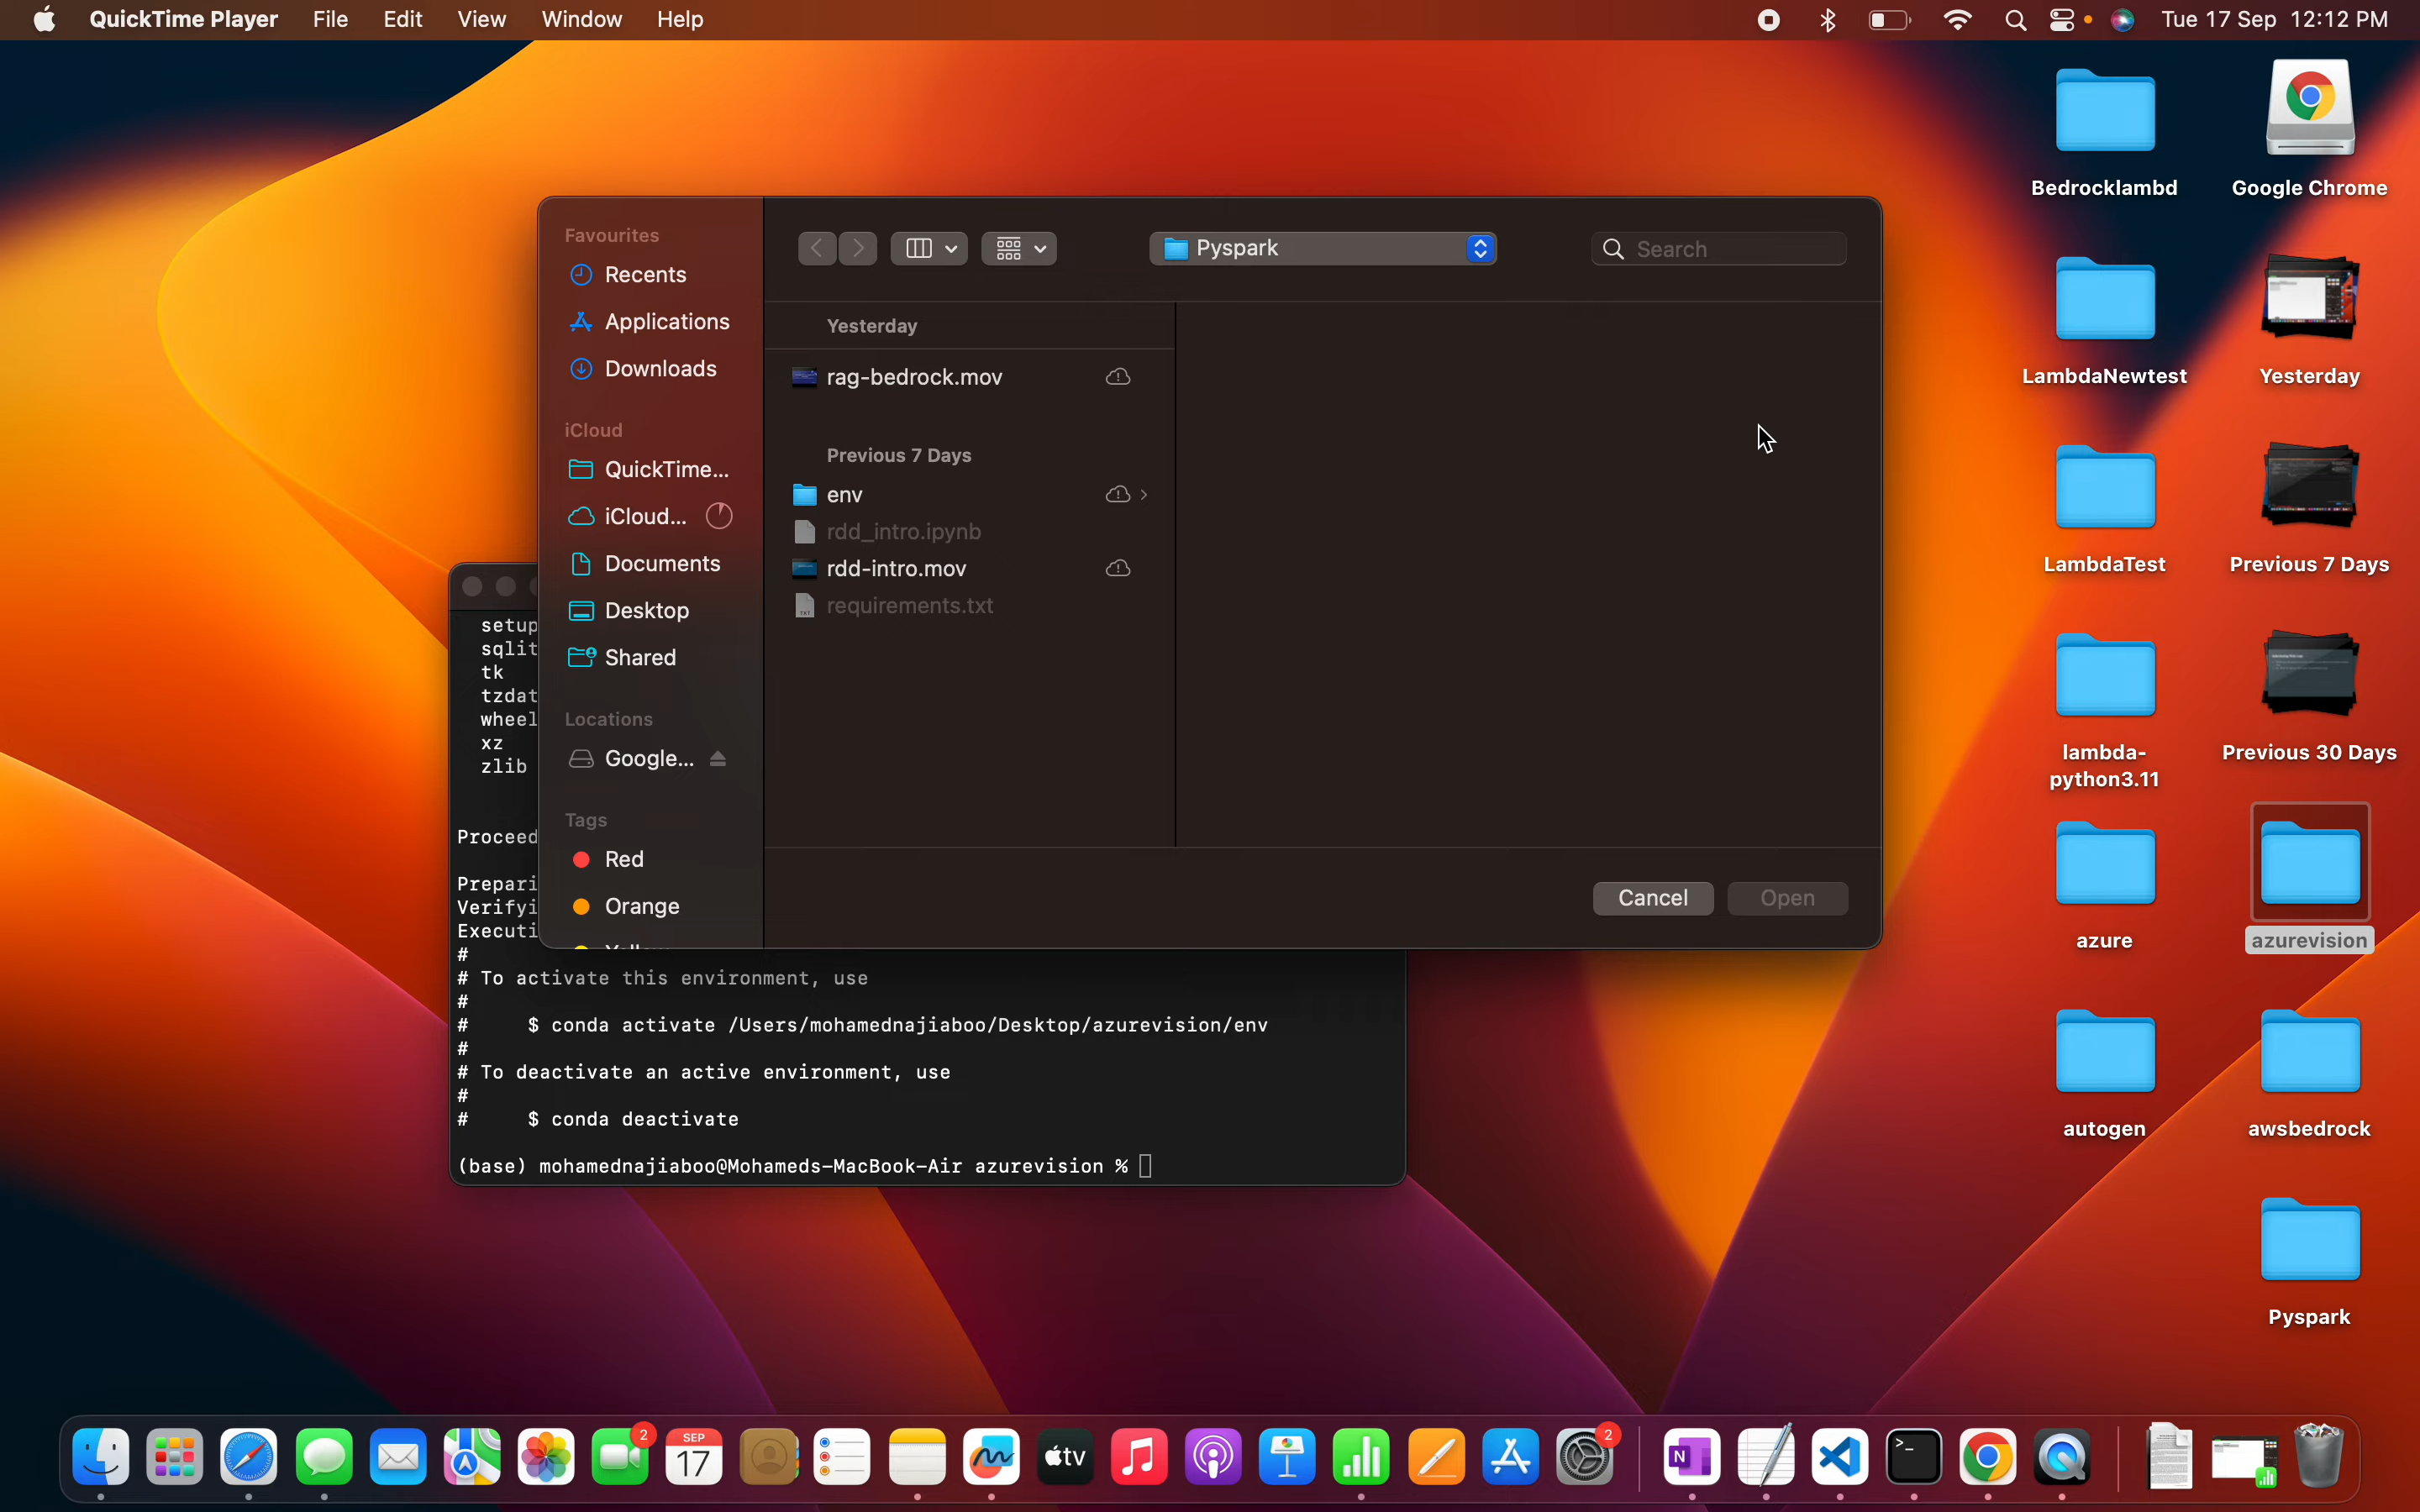 QuickTime Player File Edit View Window Help Tue 17 Sep 12:12 PM
Favourites
Recents
Applications
Downloads
iCloud
QuickTime...
iCloud...
Documents
Desktop
Shared
Locations
Google...
Tags
Red
Orange
Pyspark
Search
Yesterday
rag-bedrock.mov
Previous 7 Days
env
rdd_intro.ipynb
rdd-intro.mov
requirements.txt
Cancel Open
setup
sqlit
tk
tzdat
wheel
xz
zlib
Proceed
Prepari
Verifyi
Executi
#
# To activate this environment, use
#
# $ conda activate /Users/mohamednajiaboo/Desktop/azurevision/env
#
# To deactivate an active environment, use
#
# $ conda deactivate
(base) mohamednajiaboo@Mohameds-MacBook-Air azurevision %
Bedrocklambd Google Chrome
LambdaNewtest Yesterday
LambdaTest Previous 7 Days
lambda-
python3.11
Previous 30 Days
azure azurevision
autogen awsbedrock
Pyspark
2
SEP
17
tv
2
N
>_
TXT